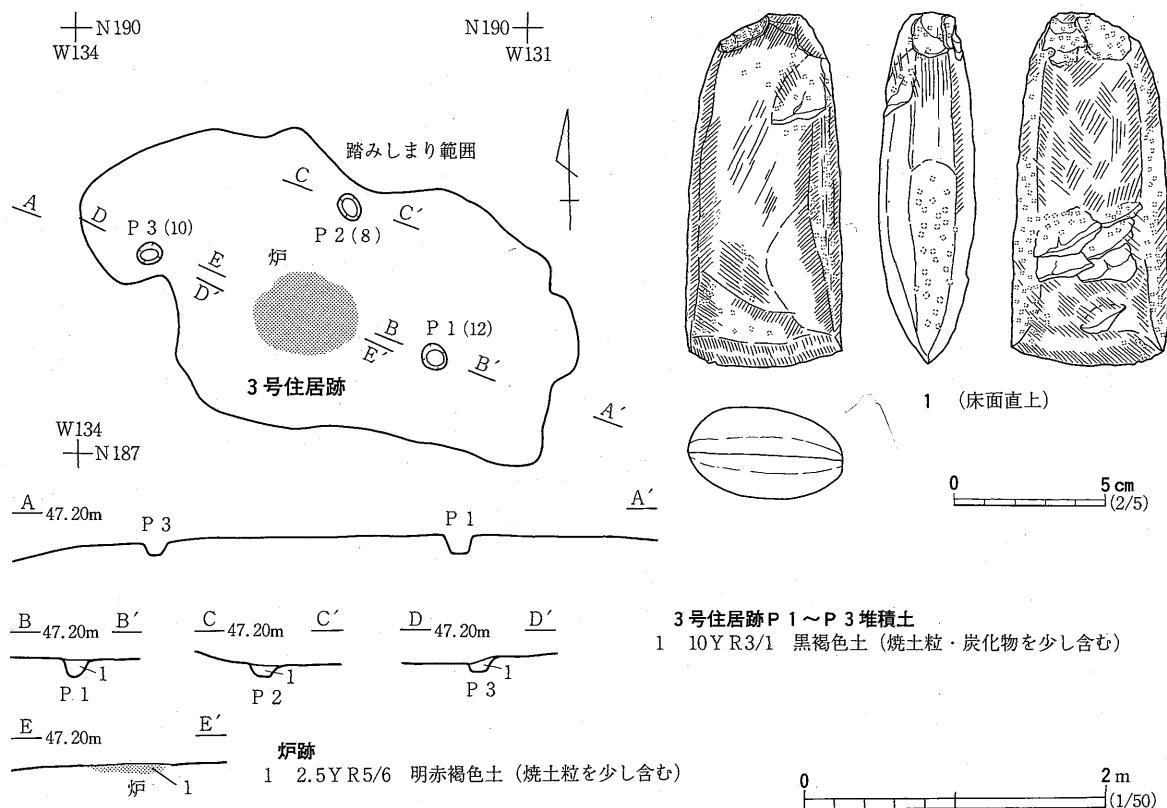 N190
W134
N190
W131
踏みしまり範囲
A
D
P 3 (10)
C
C′
P 2 (8)
E
D′
炉
B
E′
P 1 (12)
B′
3号住居跡
A′
W134
N187
1 (床面直上)
0 5cm
(2/5)
A 47.20m A′
P 3 P 1
B 47.20m B′ C 47.20m C′ D 47.20m D′
1 1 1
P 1 P 2 P 3
E 47.20m E′
炉 1
3号住居跡P 1～P 3堆積土
1 10YR3/1 黒褐色土 (焼土粒・炭化物を少し含む)
炉跡
1 2.5YR5/6 明赤褐色土 (焼土粒を少し含む)
0 2m
(1/50)